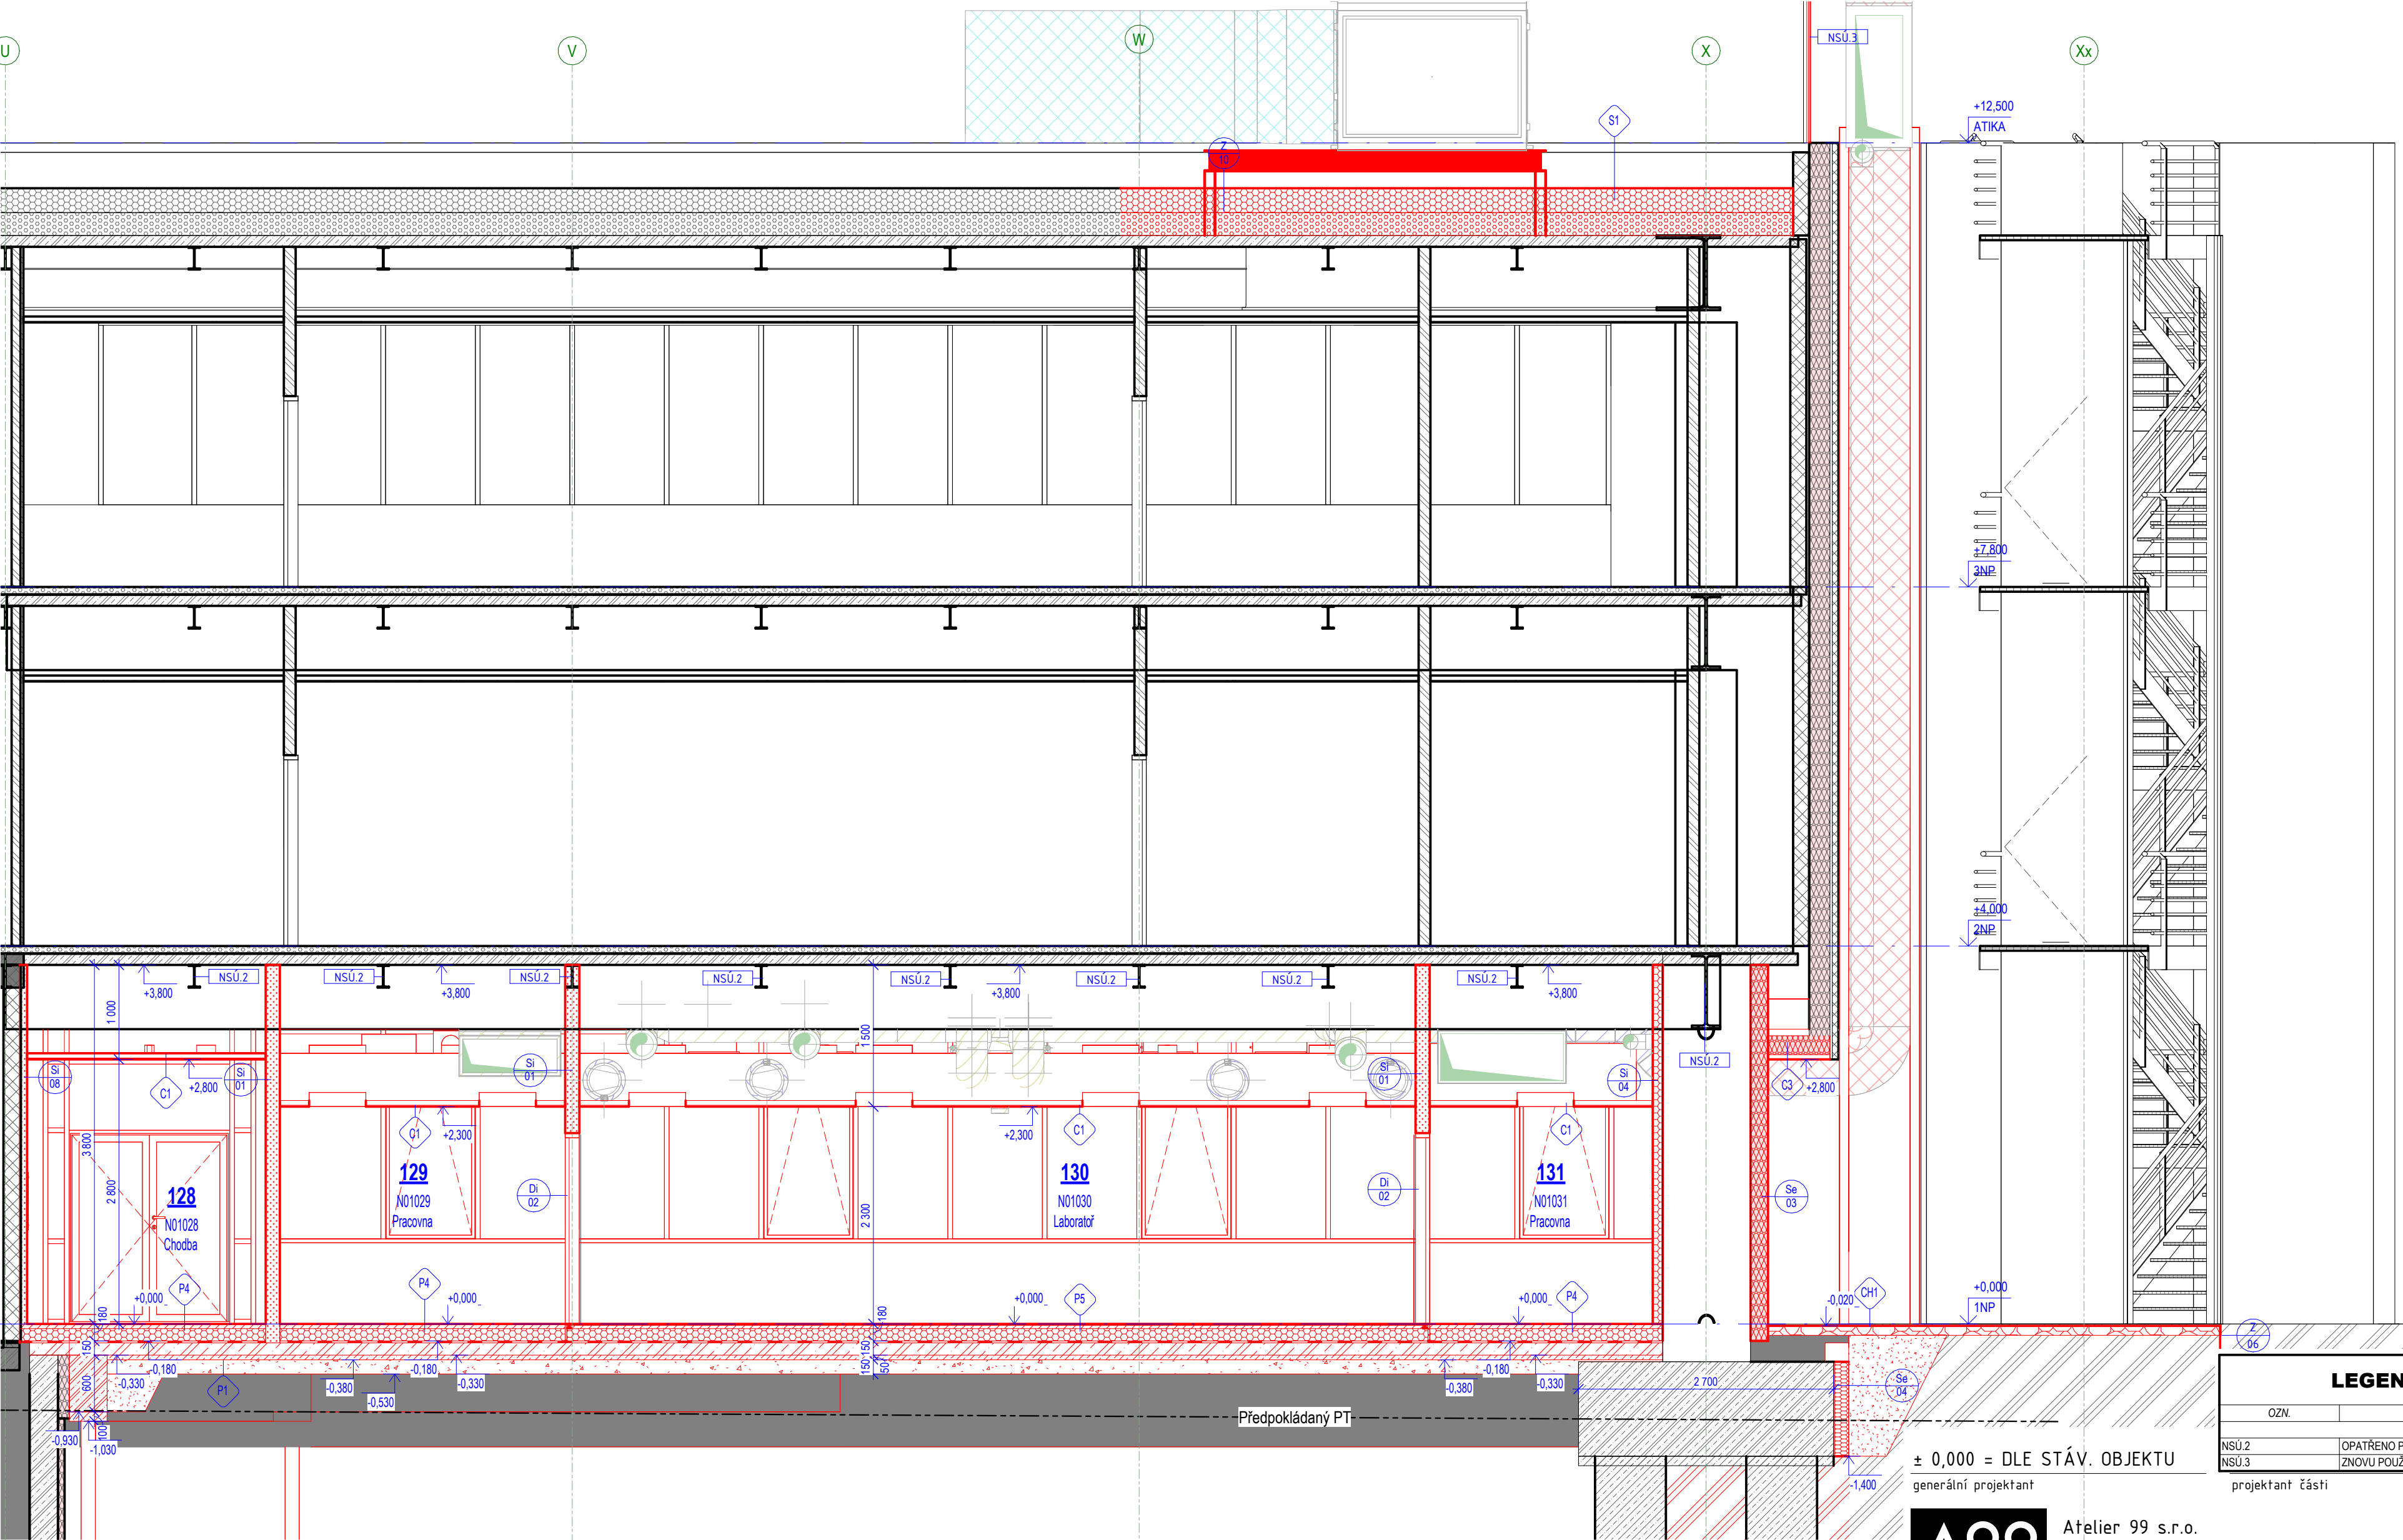 U
V
W
X
Xx
NSÚ.3
S1
Z
10
+12,500
ATIKA
+7,800
3NP
+4,000
2NP
NSÚ.2
NSÚ.2
NSÚ.2
NSÚ.2
NSÚ.2
NSÚ.2
NSÚ.2
NSÚ.2
+3,800
+3,800
+3,800
+3,800
1 000
1 500
NSÚ.2
Si
08
C1
+2,800
Si
01
Si
01
Si
01
Si
04
C3
+2,800
C1
+2,300
+2,300
C1
C1
3 800
2 800
2 300
128
N01028
Chodba
129
N01029
Pracovna
Di
02
130
N01030
Laboratoř
Di
02
131
N01031
Pracovna
Se
03
P4
+0,000
P4
+0,000
+0,000
P5
+0,000
P4
-0,020
CH1
+0,000
1NP
180
150
600
100
180
150
50
150
-0,180
-0,330
P1
-0,380
-0,530
-0,180
-0,330
-0,380
-0,180
-0,330
2 700
Se
04
Z
06
-0,930
-1,030
Předpokládaný PT
-1,400
LEGEN
OZN.
NSÚ.2 OPATŘENO P
NSÚ.3 ZNOVU POUŽ
± 0,000 = DLE STÁV. OBJEKTU
generální projektant
projektant části
A99
Atelier 99 s.r.o.